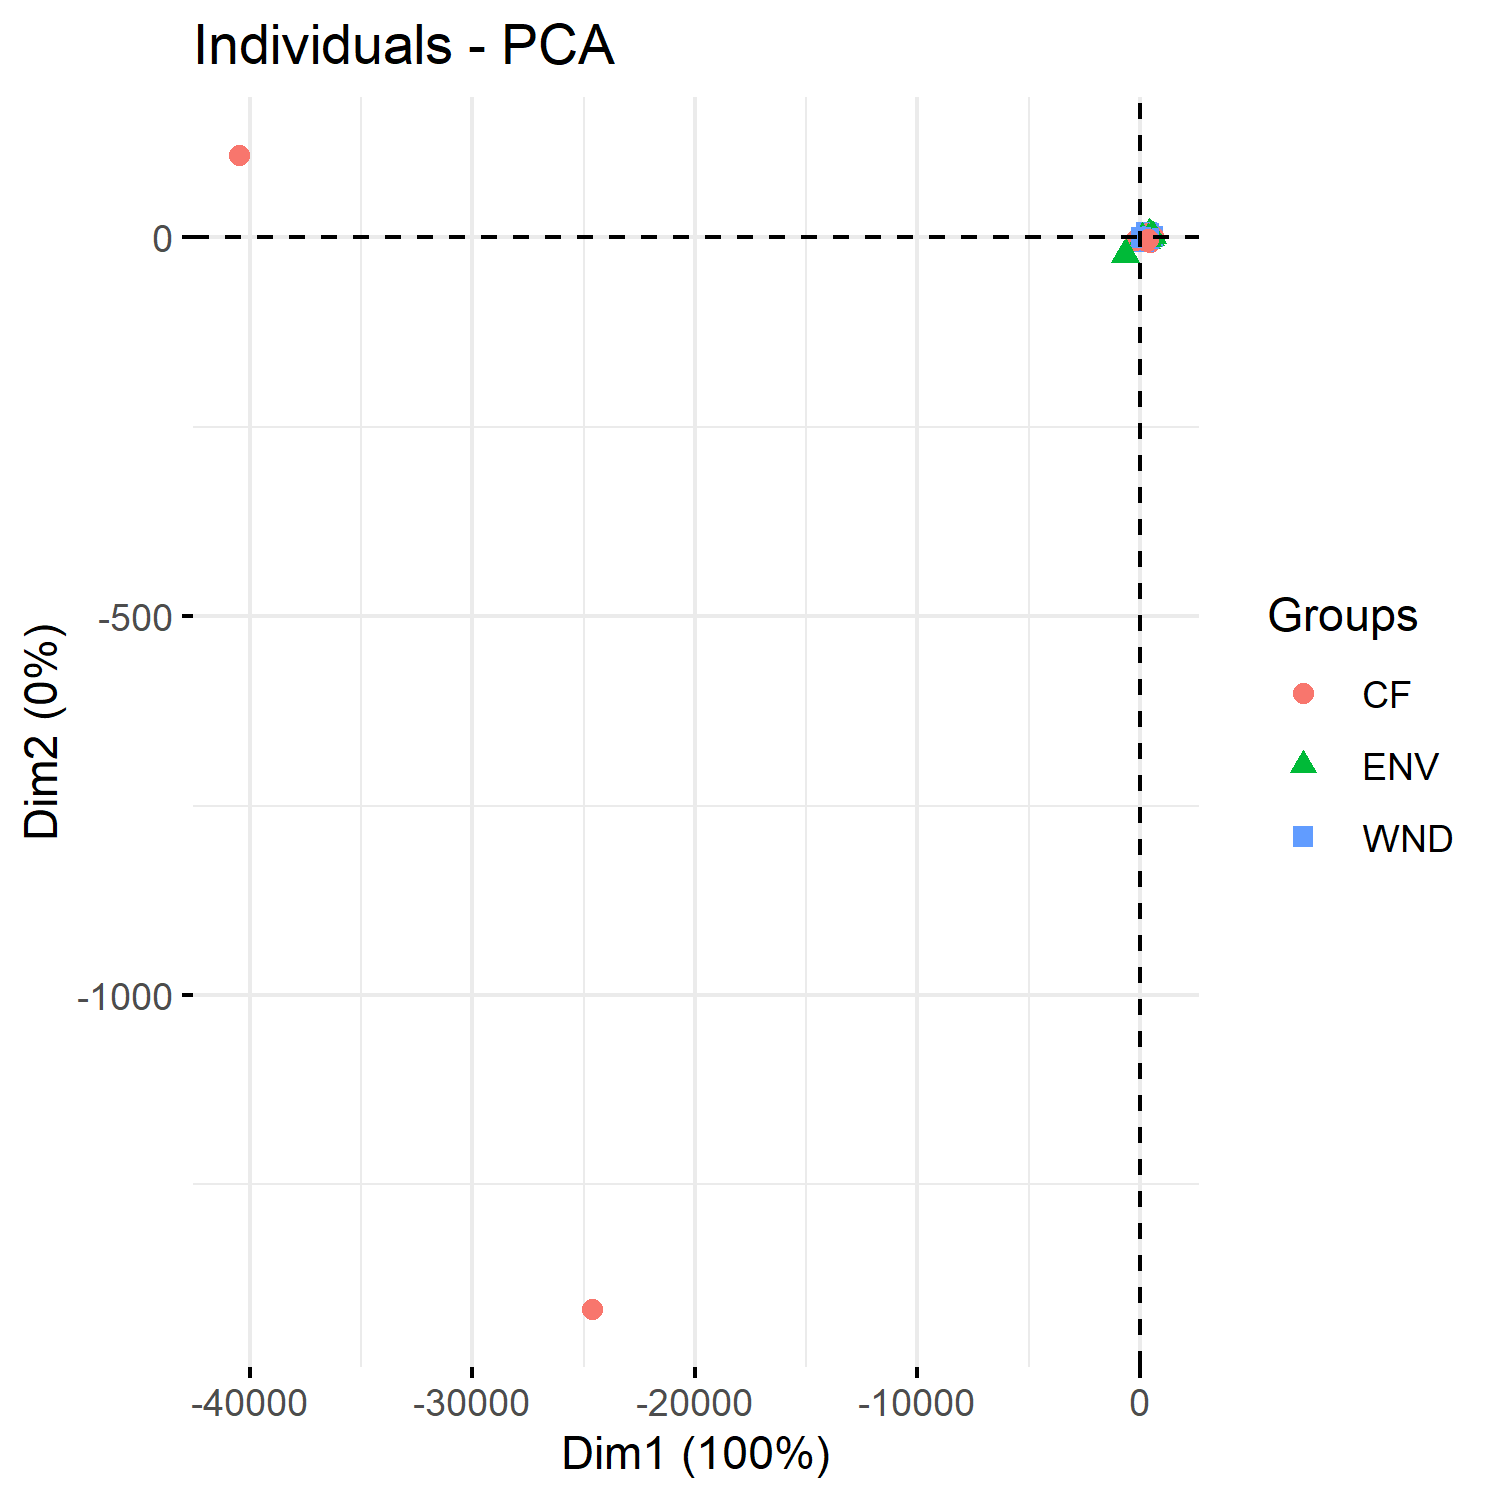 Individuals - PCA
0
-500
-1000
Dim2 (0%)
-40000
-30000
-20000
-10000
0
Dim1 (100%)
Groups
CF
ENV
WND